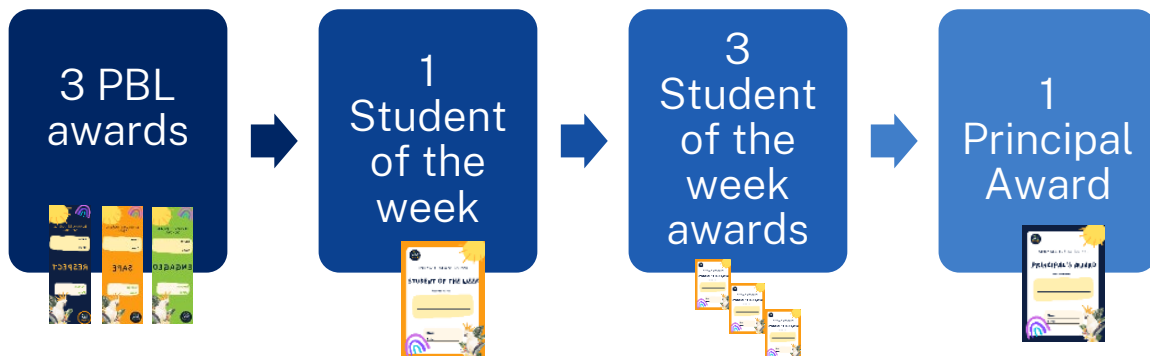 3 PBL
awards
1
Student
of the
week
3
Student
of the
week
awards
1
Principal
Award
RESPECT
SAFE
ENGAGED
STUDENT OF THE WEEK
PRINCIPAL'S AWARD